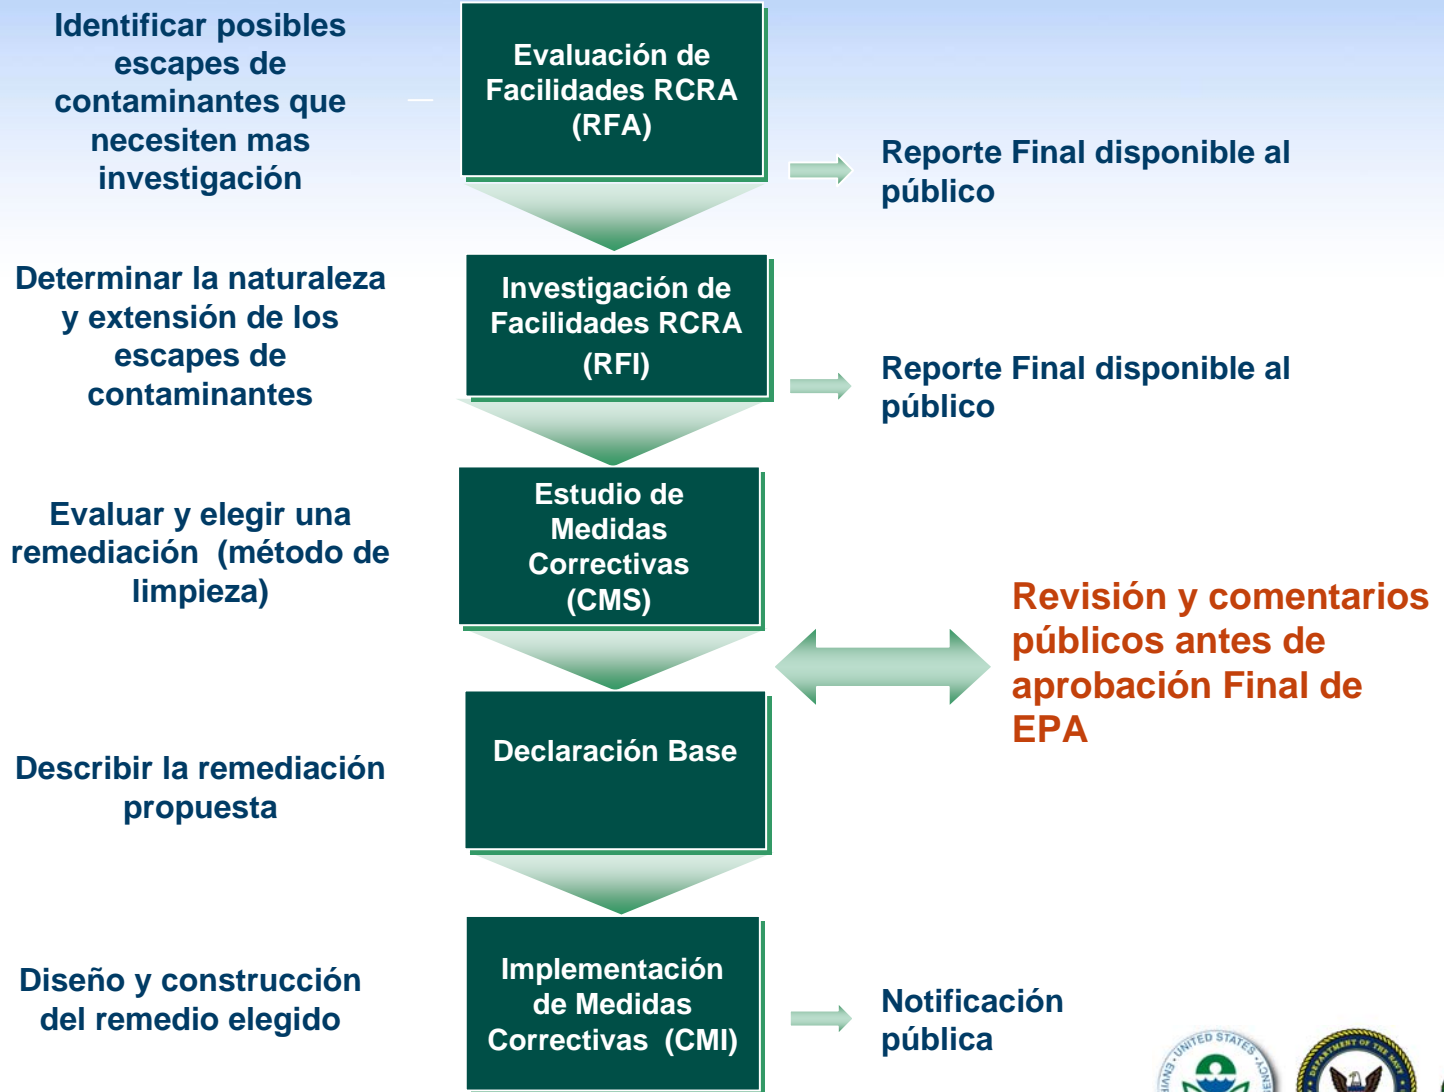 Identificar posibles
escapes de
contaminantes que
necesiten mas
investigación
Evaluación de
Facilidades RCRA
(RFA)
Reporte Final disponible al
público
Determinar la naturaleza
y extensión de los
escapes de
contaminantes
Investigación de
Facilidades RCRA
(RFI)
Reporte Final disponible al
público
Evaluar y elegir una
remediación (método de
limpieza)
Estudio de
Medidas
Correctivas
(CMS)
Revisión y comentarios
públicos antes de
aprobación Final de
EPA
Describir la remediación
propuesta
Declaración Base
Diseño y construcción
del remedio elegido
Implementación
de Medidas
Correctivas (CMI)
Notificación
pública
UNITED STATES